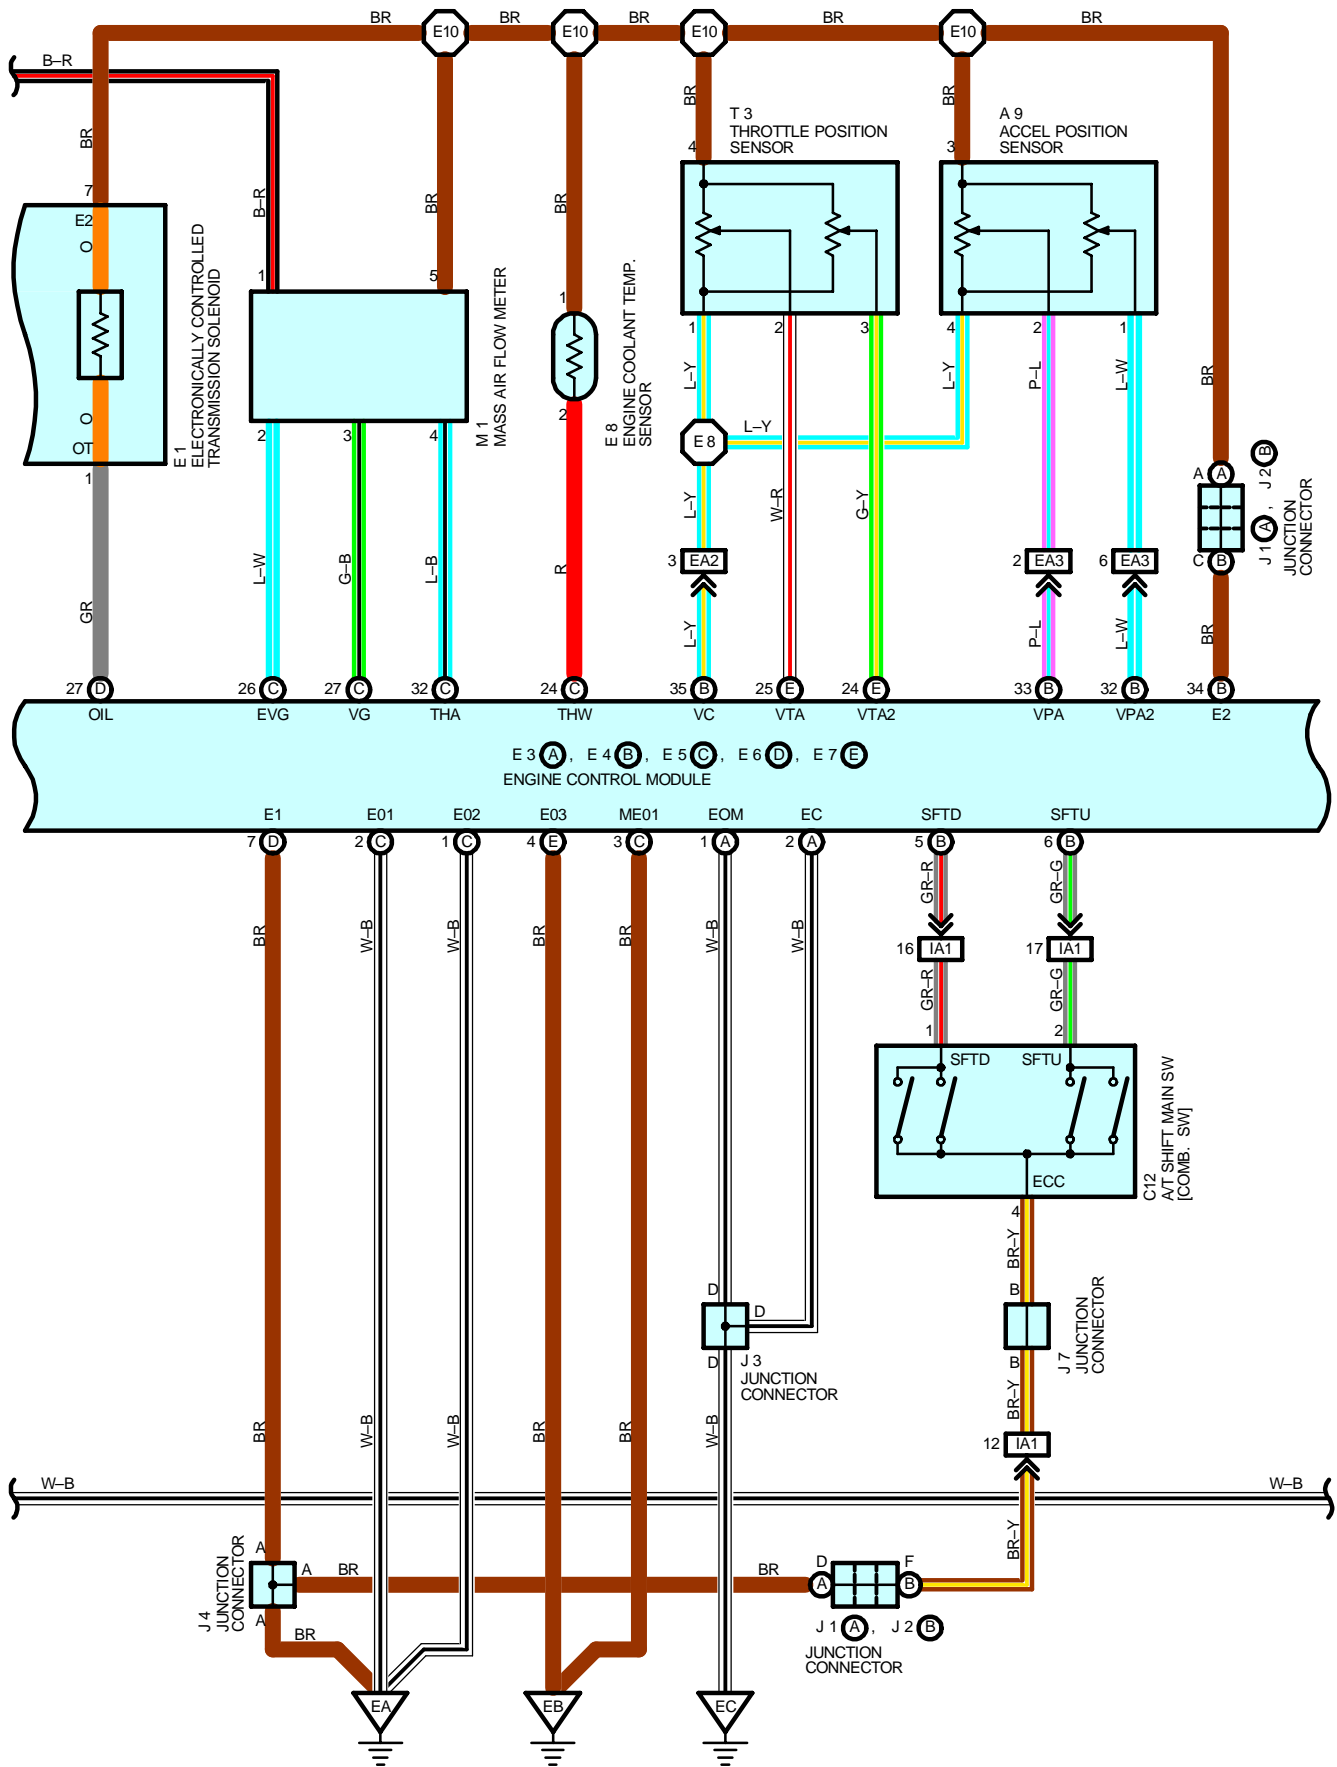 BR BR BR BR BR
E10 E10 E10 E10
B–R
BR
B–R
BR
BR
BR
BR
T 3
THROTTLE POSITION
SENSOR
A 9
ACCEL POSITION
SENSOR
7
4
3
E2
O
O
OT
1
E 1
ELECTRONICALLY CONTROLLED
TRANSMISSION SOLENOID
1 5
2 3 4
M 1
MASS AIR FLOW METER
1
2
E 8
ENGINE COOLANT TEMP.
SENSOR
1 2 3
4 2 1
L–Y
L–Y
P–L
L–W
BR
E 8
L–Y
L–Y
W–R
G–Y
A A
C B
J 1 A , J 2 B
JUNCTION
CONNECTOR
3 EA2
2 EA3
6 EA3
GR
L–W
G–B
L–B
R
L–Y
P–L
L–W
BR
27 D 26 C 27 C 32 C 24 C 35 B 25 E 24 E 33 B 32 B 34 B
OIL EVG VG THA THW VC VTA VTA2 VPA VPA2 E2
E 3 A , E 4 B , E 5 C , E 6 D , E 7 E
ENGINE CONTROL MODULE
E1 E01 E02 E03 ME01 EOM EC SFTD SFTU
7 D 2 C 1 C 4 E 3 C 1 A 2 A 5 B 6 B
BR
W–B
W–B
BR
BR
W–B
W–B
GR–R
GR–G
16 IA1
17 IA1
GR–R
GR–G
1 2
SFTD SFTU
ECC
4
C12
A/T SHIFT MAIN SW
[COMB. SW]
BR–Y
B
B
J 7
JUNCTION
CONNECTOR
D
D
D
J 3
JUNCTION
CONNECTOR
BR
W–B
W–B
BR
BR
W–B
BR–Y
12 IA1
W–B W–B
BR–Y
A
A
A
J 4
JUNCTION
CONNECTOR
BR BR
D F
A B
J 1 A , J 2 B
JUNCTION
CONNECTOR
BR
EA EB EC